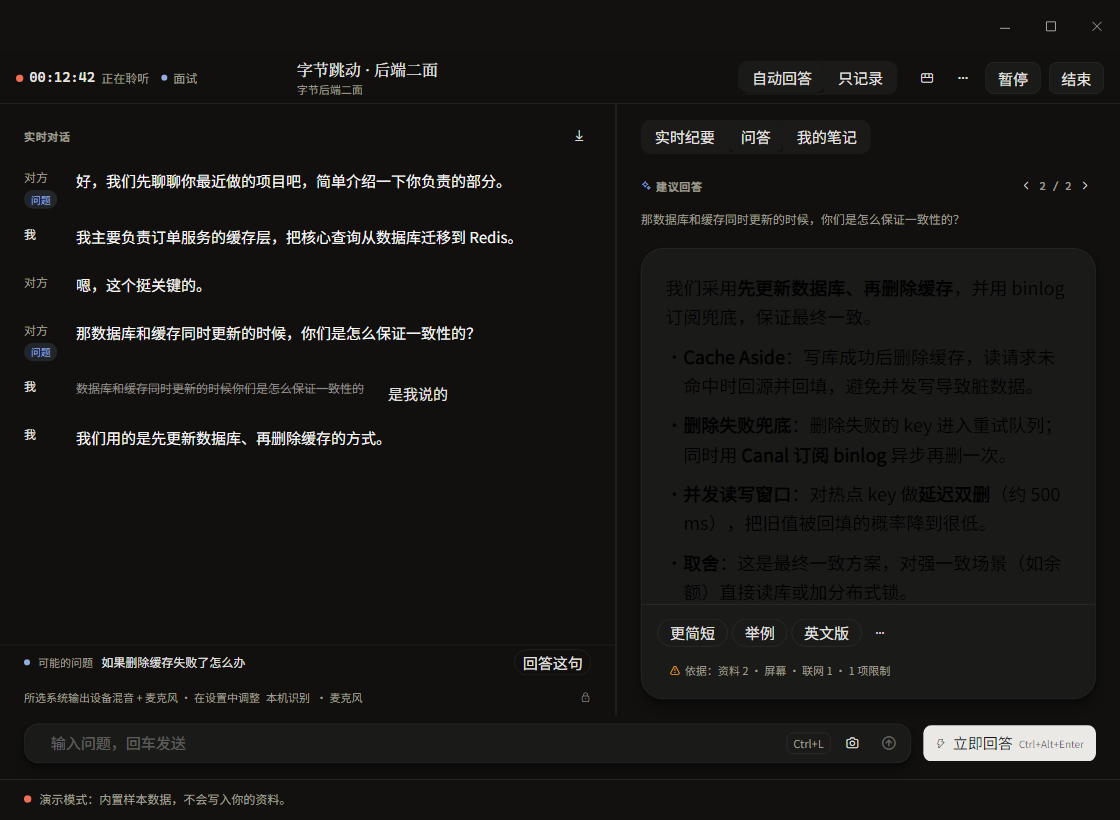 00:12:42 正在聆听 面试
字节跳动 · 后端二面
字节后端二面
自动回答 只记录 ··· 暂停 结束
实时对话
对方 好，我们先聊聊你最近做的项目吧，简单介绍一下你负责的部分。
问题
我 我主要负责订单服务的缓存层，把核心查询从数据库迁移到 Redis。
对方 嗯，这个挺关键的。
对方 那数据库和缓存同时更新的时候，你们是怎么保证一致性的？
问题
我 数据库和缓存同时更新的时候你们是怎么保证一致性的 是我说的
我 我们用的是先更新数据库、再删除缓存的方式。
可能的问题 如果删除缓存失败了怎么办 回答这句
所选系统输出设备混音 + 麦克风 · 在设置中调整 本机识别 · 麦克风
实时纪要 问答 我的笔记
建议回答 2 / 2
那数据库和缓存同时更新的时候，你们是怎么保证一致性的？
我们采用先更新数据库、再删除缓存，并用 binlog
订阅兜底，保证最终一致。
· Cache Aside：写库成功后删除缓存，读请求未
命中时回源并回填，避免并发写导致脏数据。
· 删除失败兜底：删除失败的 key 进入重试队列；
同时用 Canal 订阅 binlog 异步再删一次。
· 并发读写窗口：对热点 key 做延迟双删（约 500
ms），把旧值被回填的概率降到很低。
· 取舍：这是最终一致方案，对强一致场景（如余
额）直接读库或加分布式锁。
更简短 举例 英文版 ···
依据：资料 2 · 屏幕 · 联网 1 · 1 项限制
输入问题，回车发送 Ctrl+L
立即回答 Ctrl+Alt+Enter
演示模式：内置样本数据，不会写入你的资料。